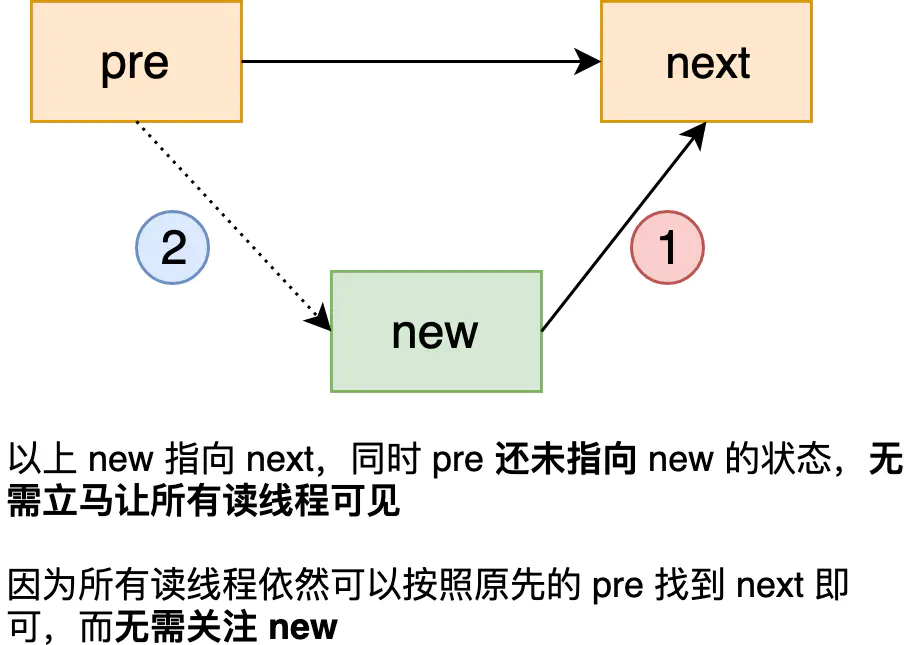 pre
next
2
1
new
以上 new 指向 next，同时 pre 还未指向 new 的状态，无
需立马让所有读线程可见
因为所有读线程依然可以按照原先的 pre 找到 next 即
可，而无需关注 new